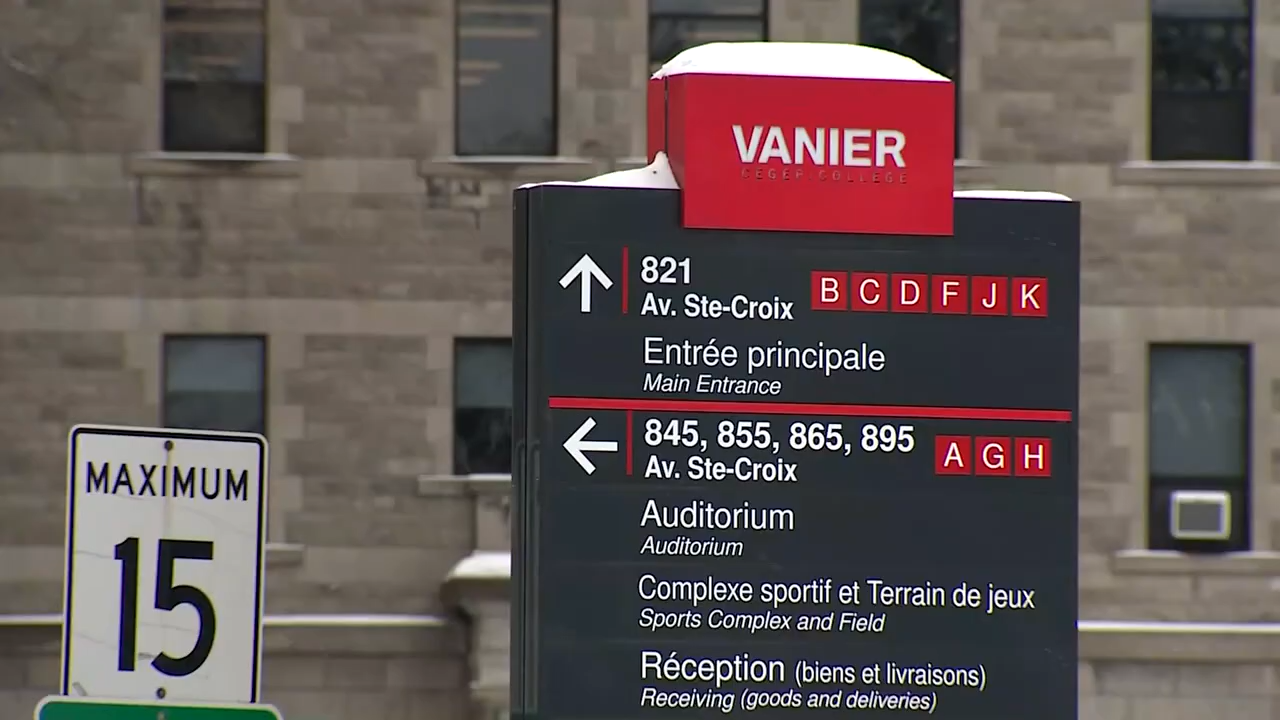 VANIER
CEGEP COLLEGE
821
Av. Ste-Croix
B C D F J K
Entrée principale
Main Entrance
845, 855, 865, 895
Av. Ste-Croix
A G H
Auditorium
Auditorium
Complexe sportif et Terrain de jeux
Sports Complex and Field
Réception (biens et livraisons)
Receiving (goods and deliveries)
MAXIMUM
15